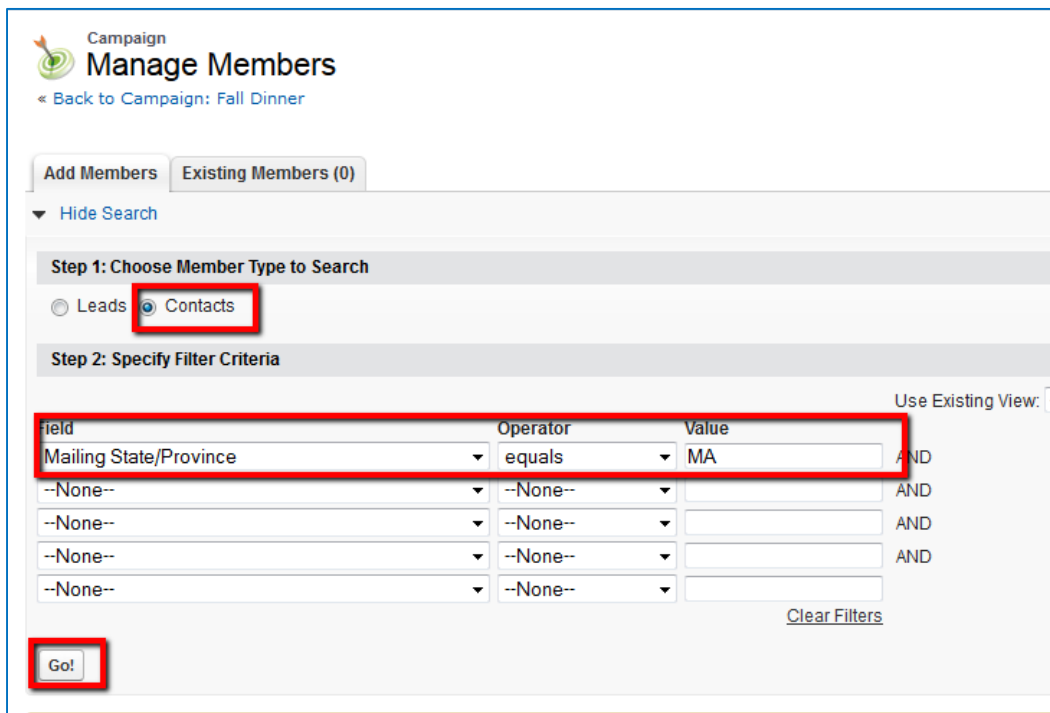 Campaign
Manage Members
« Back to Campaign: Fall Dinner
Add Members Existing Members (0)
Hide Search
Step 1: Choose Member Type to Search
Leads Contacts
Step 2: Specify Filter Criteria
Use Existing View:
Field Operator Value
Mailing State/Province equals MA AND
--None-- --None-- AND
--None-- --None-- AND
--None-- --None-- AND
--None-- --None--
Clear Filters
Go!